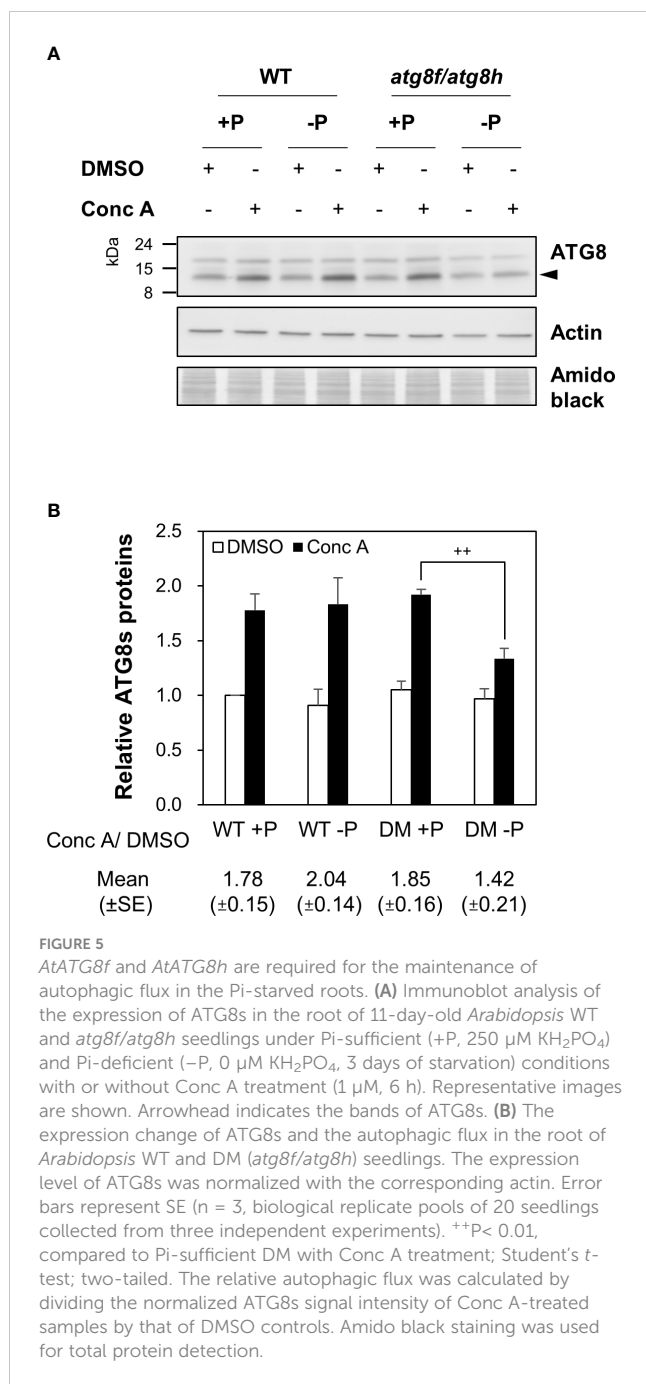 A
WT atg8f/atg8h
+P -P +P -P
DMSO + - + - + - + -
Conc A - + - + - + - +
kDa
24
15
8
ATG8
Actin
Amido
black
B
Relative ATG8s proteins
2.5
2.0
1.5
1.0
0.5
0.0
DMSO Conc A
++
WT +P WT -P DM +P DM -P
Conc A/ DMSO
Mean 1.78 2.04 1.85 1.42
(±SE) (±0.15) (±0.14) (±0.16) (±0.21)
FIGURE 5
AtATG8f and AtATG8h are required for the maintenance of
autophagic flux in the Pi-starved roots. (A) Immunoblot analysis of
the expression of ATG8s in the root of 11-day-old Arabidopsis WT
and atg8f/atg8h seedlings under Pi-sufficient (+P, 250 µM KH₂PO₄)
and Pi-deficient (−P, 0 µM KH₂PO₄, 3 days of starvation) conditions
with or without Conc A treatment (1 µM, 6 h). Representative images
are shown. Arrowhead indicates the bands of ATG8s. (B) The
expression change of ATG8s and the autophagic flux in the root of
Arabidopsis WT and DM (atg8f/atg8h) seedlings. The expression
level of ATG8s was normalized with the corresponding actin. Error
bars represent SE (n = 3, biological replicate pools of 20 seedlings
collected from three independent experiments). ⁺⁺P< 0.01,
compared to Pi-sufficient DM with Conc A treatment; Student's t-
test; two-tailed. The relative autophagic flux was calculated by
dividing the normalized ATG8s signal intensity of Conc A-treated
samples by that of DMSO controls. Amido black staining was used
for total protein detection.